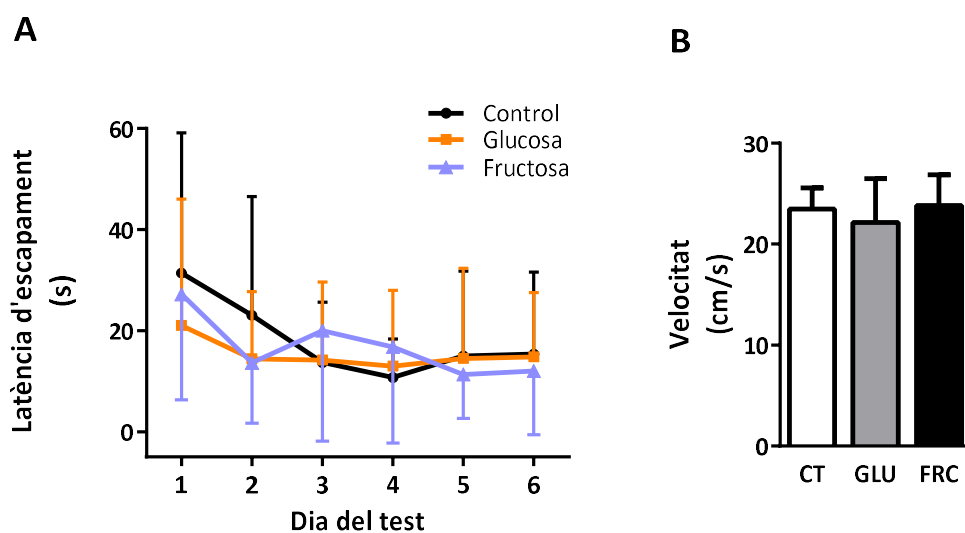 A
B
Control
Glucosa
Fructosa
Latència d'escapament
(s)
60
40
20
0
1 2 3 4 5 6
Dia del test
Velocitat
(cm/s)
30
20
10
0
CT GLU FRC